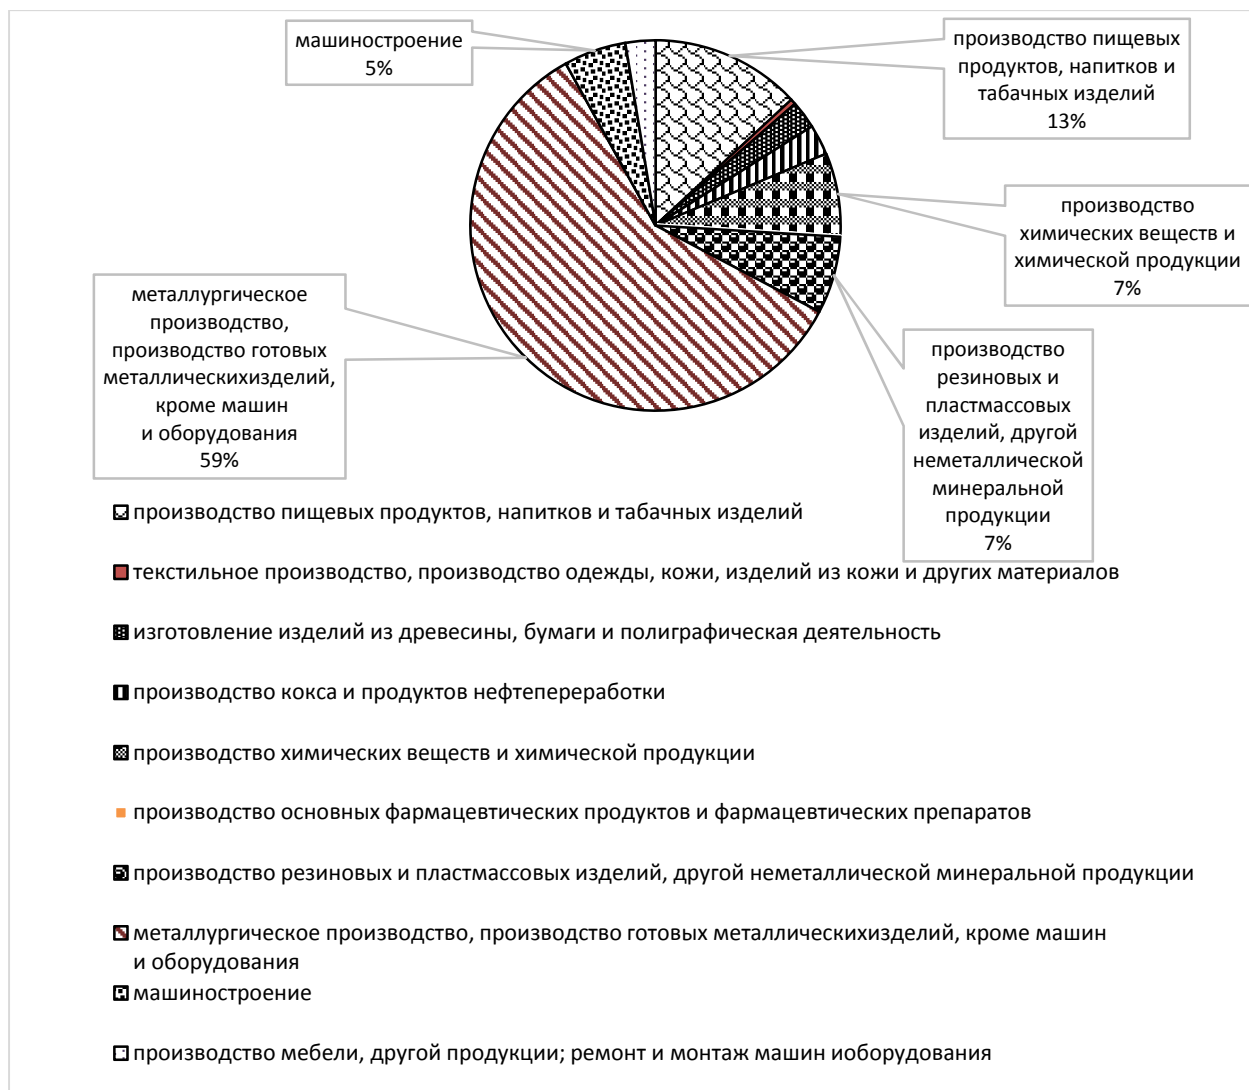 машиностроение
5%
производство пищевых
продуктов, напитков и
табачных изделий
13%
производство
химических веществ и
химической продукции
7%
металлургическое
производство,
производство готовых
металлическихизделий,
кроме машин
и оборудования
59%
производство
резиновых и
пластмассовых
изделий, другой
неметаллической
минеральной
продукции
7%
производство пищевых продуктов, напитков и табачных изделий
текстильное производство, производство одежды, кожи, изделий из кожи и других материалов
изготовление изделий из древесины, бумаги и полиграфическая деятельность
производство кокса и продуктов нефтепереработки
производство химических веществ и химической продукции
производство основных фармацевтических продуктов и фармацевтических препаратов
производство резиновых и пластмассовых изделий, другой неметаллической минеральной продукции
металлургическое производство, производство готовых металлическихизделий, кроме машин
и оборудования
машиностроение
производство мебели, другой продукции; ремонт и монтаж машин иоборудования